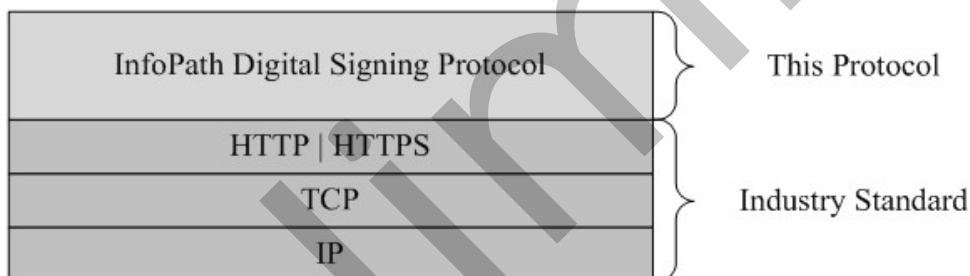 InfoPath Digital Signing Protocol
This Protocol
HTTP | HTTPS
TCP
Industry Standard
IP